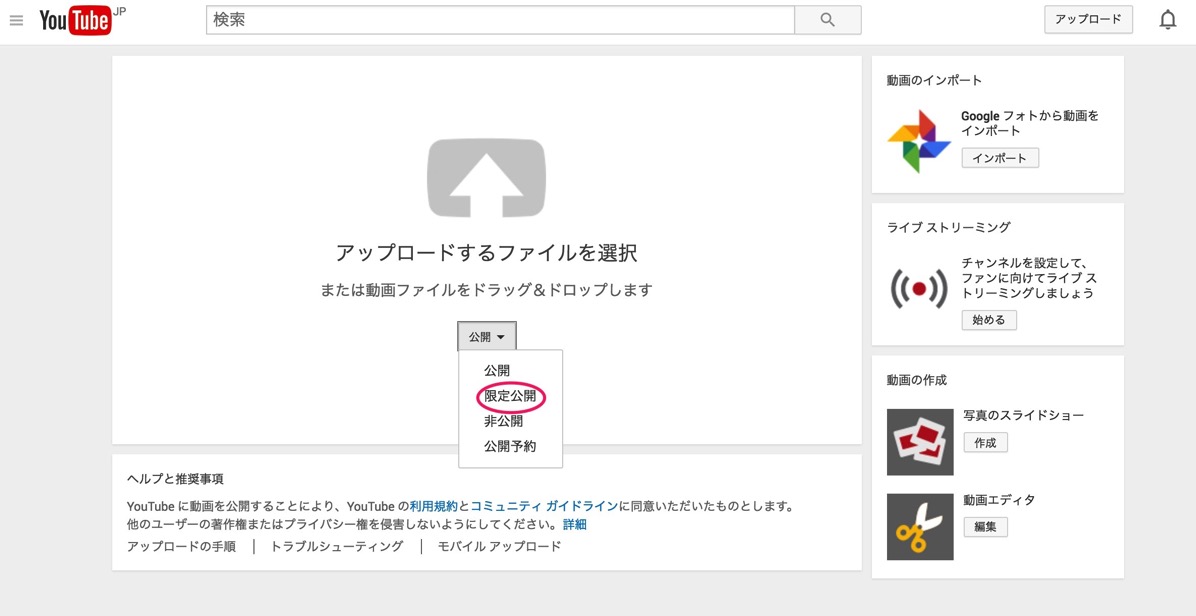 YouTube JP
検索
アップロード
アップロードするファイルを選択
または動画ファイルをドラッグ＆ドロップします
公開
公開
限定公開
非公開
公開予約
ヘルプと推奨事項
YouTube に動画を公開することにより、YouTube の利用規約とコミュニティ ガイドラインに同意いただいたものとします。
他のユーザーの著作権またはプライバシー権を侵害しないようにしてください。詳細
アップロードの手順 | トラブルシューティング | モバイル アップロード
動画のインポート
Google フォトから動画を
インポート
インポート
ライブ ストリーミング
チャンネルを設定して、
ファンに向けてライブ ス
トリーミングしましょう
始める
動画の作成
写真のスライドショー
作成
動画エディタ
編集